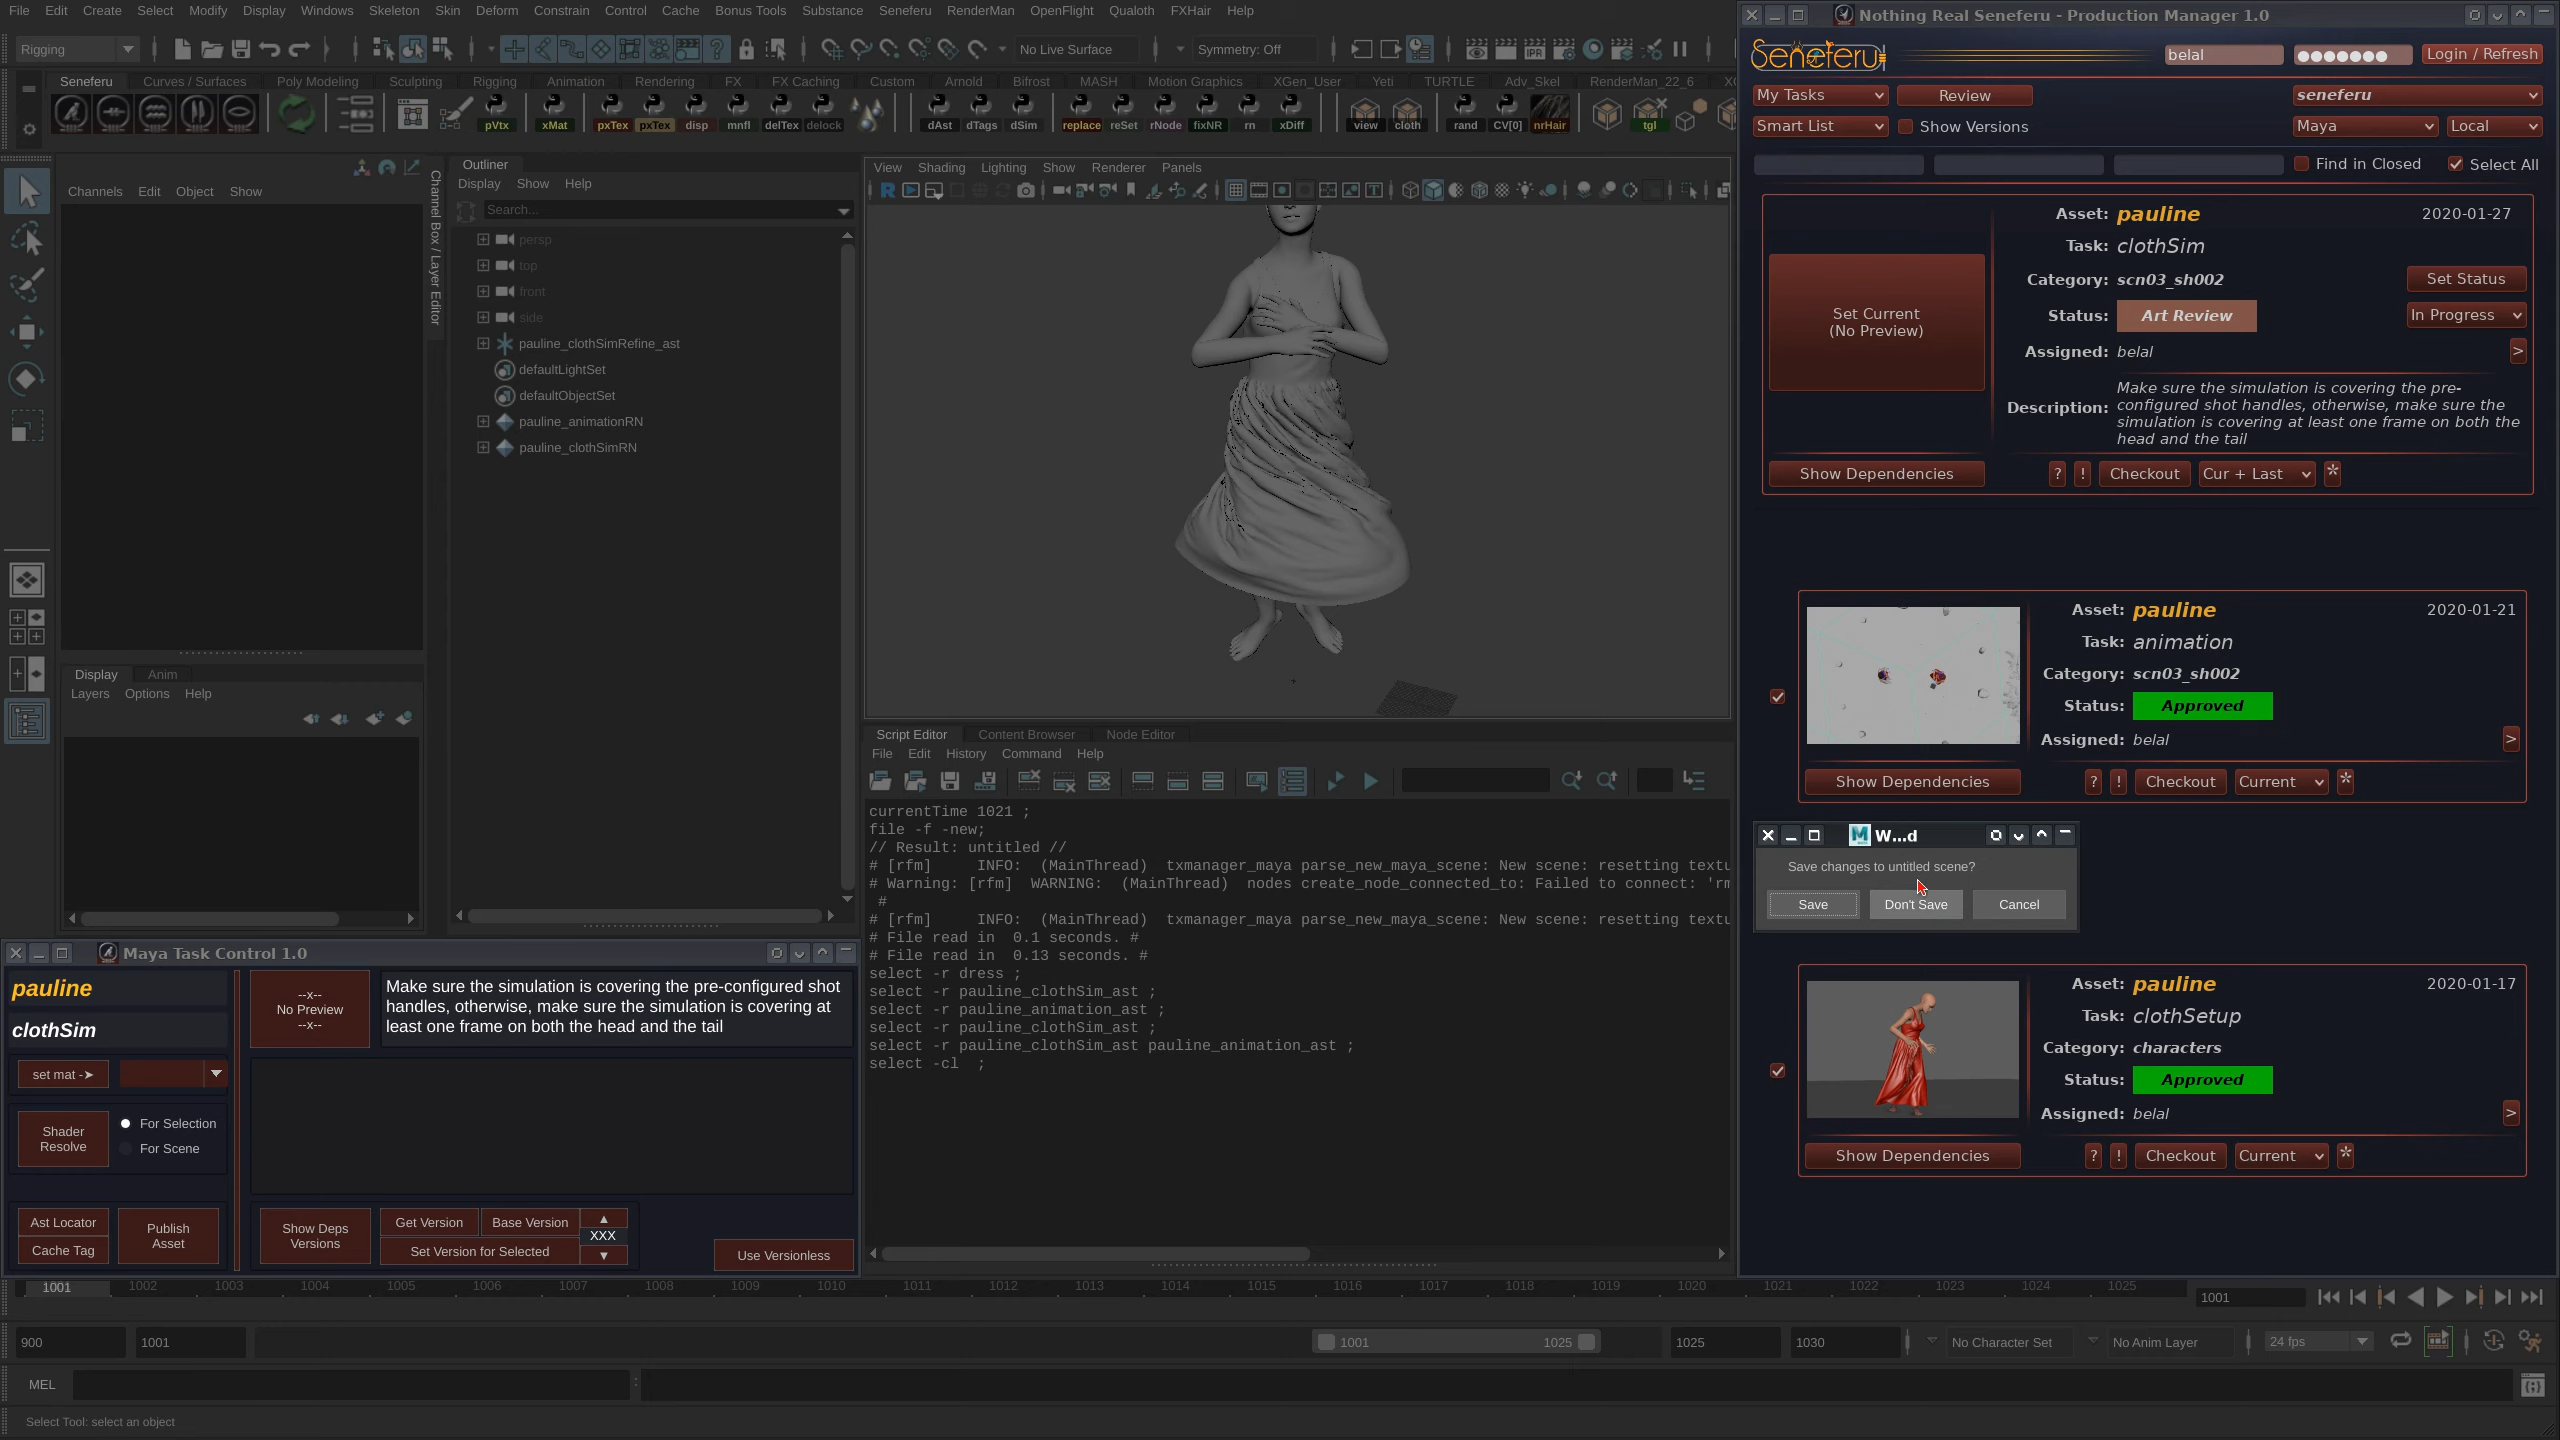 File Edit Create Select Modify Display Windows Skeleton Skin Deform Constrain Control Cache Bonus Tools Substance Seneferu RenderMan OpenFlight Qualoth FXHair Help
Rigging
No Live Surface
Symmetry: Off
IPR
Seneferu Curves / Surfaces Poly Modeling Sculpting Rigging Animation Rendering FX FX Caching Custom Arnold Bifrost MASH Motion Graphics XGen_User Yeti TURTLE Adv_Skel RenderMan_22_6
pVtx xMat pxTex pxTex disp mnfl delTex delock dAst dTags dSim replace reSet rNode fixNR rn xDiff view cloth rand CV[0] nrHair tgl
Channels Edit Object Show
Channel Box / Layer Editor
Outliner
Display Show Help
Search...
persp
top
front
side
pauline_clothSimRefine_ast
defaultLightSet
defaultObjectSet
pauline_animationRN
pauline_clothSimRN
View Shading Lighting Show Renderer Panels
Display Anim
Layers Options Help
Script Editor Content Browser Node Editor
File Edit History Command Help
currentTime 1021 ;
file -f -new;
// Result: untitled //
# [rfm]     INFO:  (MainThread)  txmanager_maya parse_new_maya_scene: New scene: resetting textu
# Warning: [rfm]  WARNING:  (MainThread)  nodes create_node_connected_to: Failed to connect: 'rm
#
# [rfm]     INFO:  (MainThread)  txmanager_maya parse_new_maya_scene: New scene: resetting textu
# File read in  0.1 seconds. #
# File read in  0.13 seconds. #
select -r dress ;
select -r pauline_clothSim_ast ;
select -r pauline_animation_ast ;
select -r pauline_clothSim_ast ;
select -r pauline_clothSim_ast pauline_animation_ast ;
select -cl  ;
Maya Task Control 1.0
pauline
clothSim
--x--
No Preview
--x--
Make sure the simulation is covering the pre-configured shot
handles, otherwise, make sure the simulation is covering at
least one frame on both the head and the tail
set mat ->
Shader
Resolve
For Selection
For Scene
Ast Locator
Cache Tag
Publish
Asset
Show Deps
Versions
Get Version
Base Version
XXX
Set Version for Selected
Use Versionless
Nothing Real Seneferu - Production Manager 1.0
Seneferu
belal
Login / Refresh
My Tasks
Review
seneferu
Smart List
Show Versions
Maya
Local
Find in Closed
Select All
Set Current
(No Preview)
Asset: pauline 2020-01-27
Task: clothSim
Category: scn03_sh002
Set Status
Status: Art Review
In Progress
Assigned: belal
>
Description:
Make sure the simulation is covering the pre-
configured shot handles, otherwise, make sure the
simulation is covering at least one frame on both the
head and the tail
Show Dependencies ? ! Checkout Cur + Last *
Asset: pauline 2020-01-21
Task: animation
Category: scn03_sh002
Status: Approved
Assigned: belal >
Show Dependencies ? ! Checkout Current *
W...d
Save changes to untitled scene?
Save Don't Save Cancel
Asset: pauline 2020-01-17
Task: clothSetup
Category: characters
Status: Approved
Assigned: belal >
Show Dependencies ? ! Checkout Current *
1001 1002 1003 1004 1005 1006 1007 1008 1009 1010 1011 1012 1013 1014 1015 1016 1017 1018 1019 1020 1021 1022 1023 1024 1025
1001
900 1001 1001 1025 1025 1030 No Character Set No Anim Layer 24 fps
MEL
Select Tool: select an object